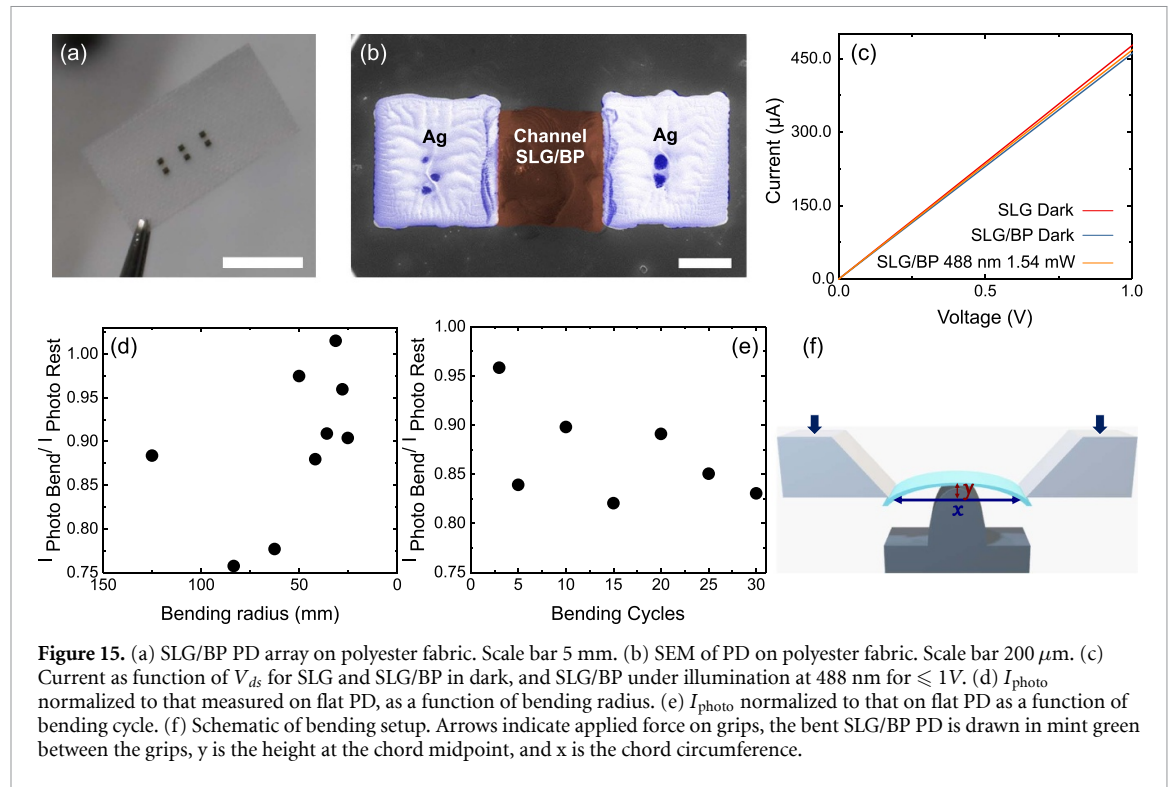 (a)
(b)
Ag
Channel
SLG/BP
Ag
(c)
Current (µA)
450.0
300.0
150.0
0.0
SLG Dark
SLG/BP Dark
SLG/BP 488 nm 1.54 mW
0.0 0.5 1.0
Voltage (V)
(d)
I Photo Bend/ I Photo Rest
1.00
0.95
0.90
0.85
0.80
0.75
150 100 50 0
Bending radius (mm)
(e)
I Photo Bend/ I Photo Rest
1.00
0.95
0.90
0.85
0.80
0.75
0 5 10 15 20 25 30
Bending Cycles
(f)
y
x
Figure 15. (a) SLG/BP PD array on polyester fabric. Scale bar 5 mm. (b) SEM of PD on polyester fabric. Scale bar 200 µm. (c)
Current as function of Vds for SLG and SLG/BP in dark, and SLG/BP under illumination at 488 nm for ⩽ 1V. (d) Iphoto
normalized to that measured on flat PD, as a function of bending radius. (e) Iphoto normalized to that on flat PD as a function of
bending cycle. (f) Schematic of bending setup. Arrows indicate applied force on grips, the bent SLG/BP PD is drawn in mint green
between the grips, y is the height at the chord midpoint, and x is the chord circumference.